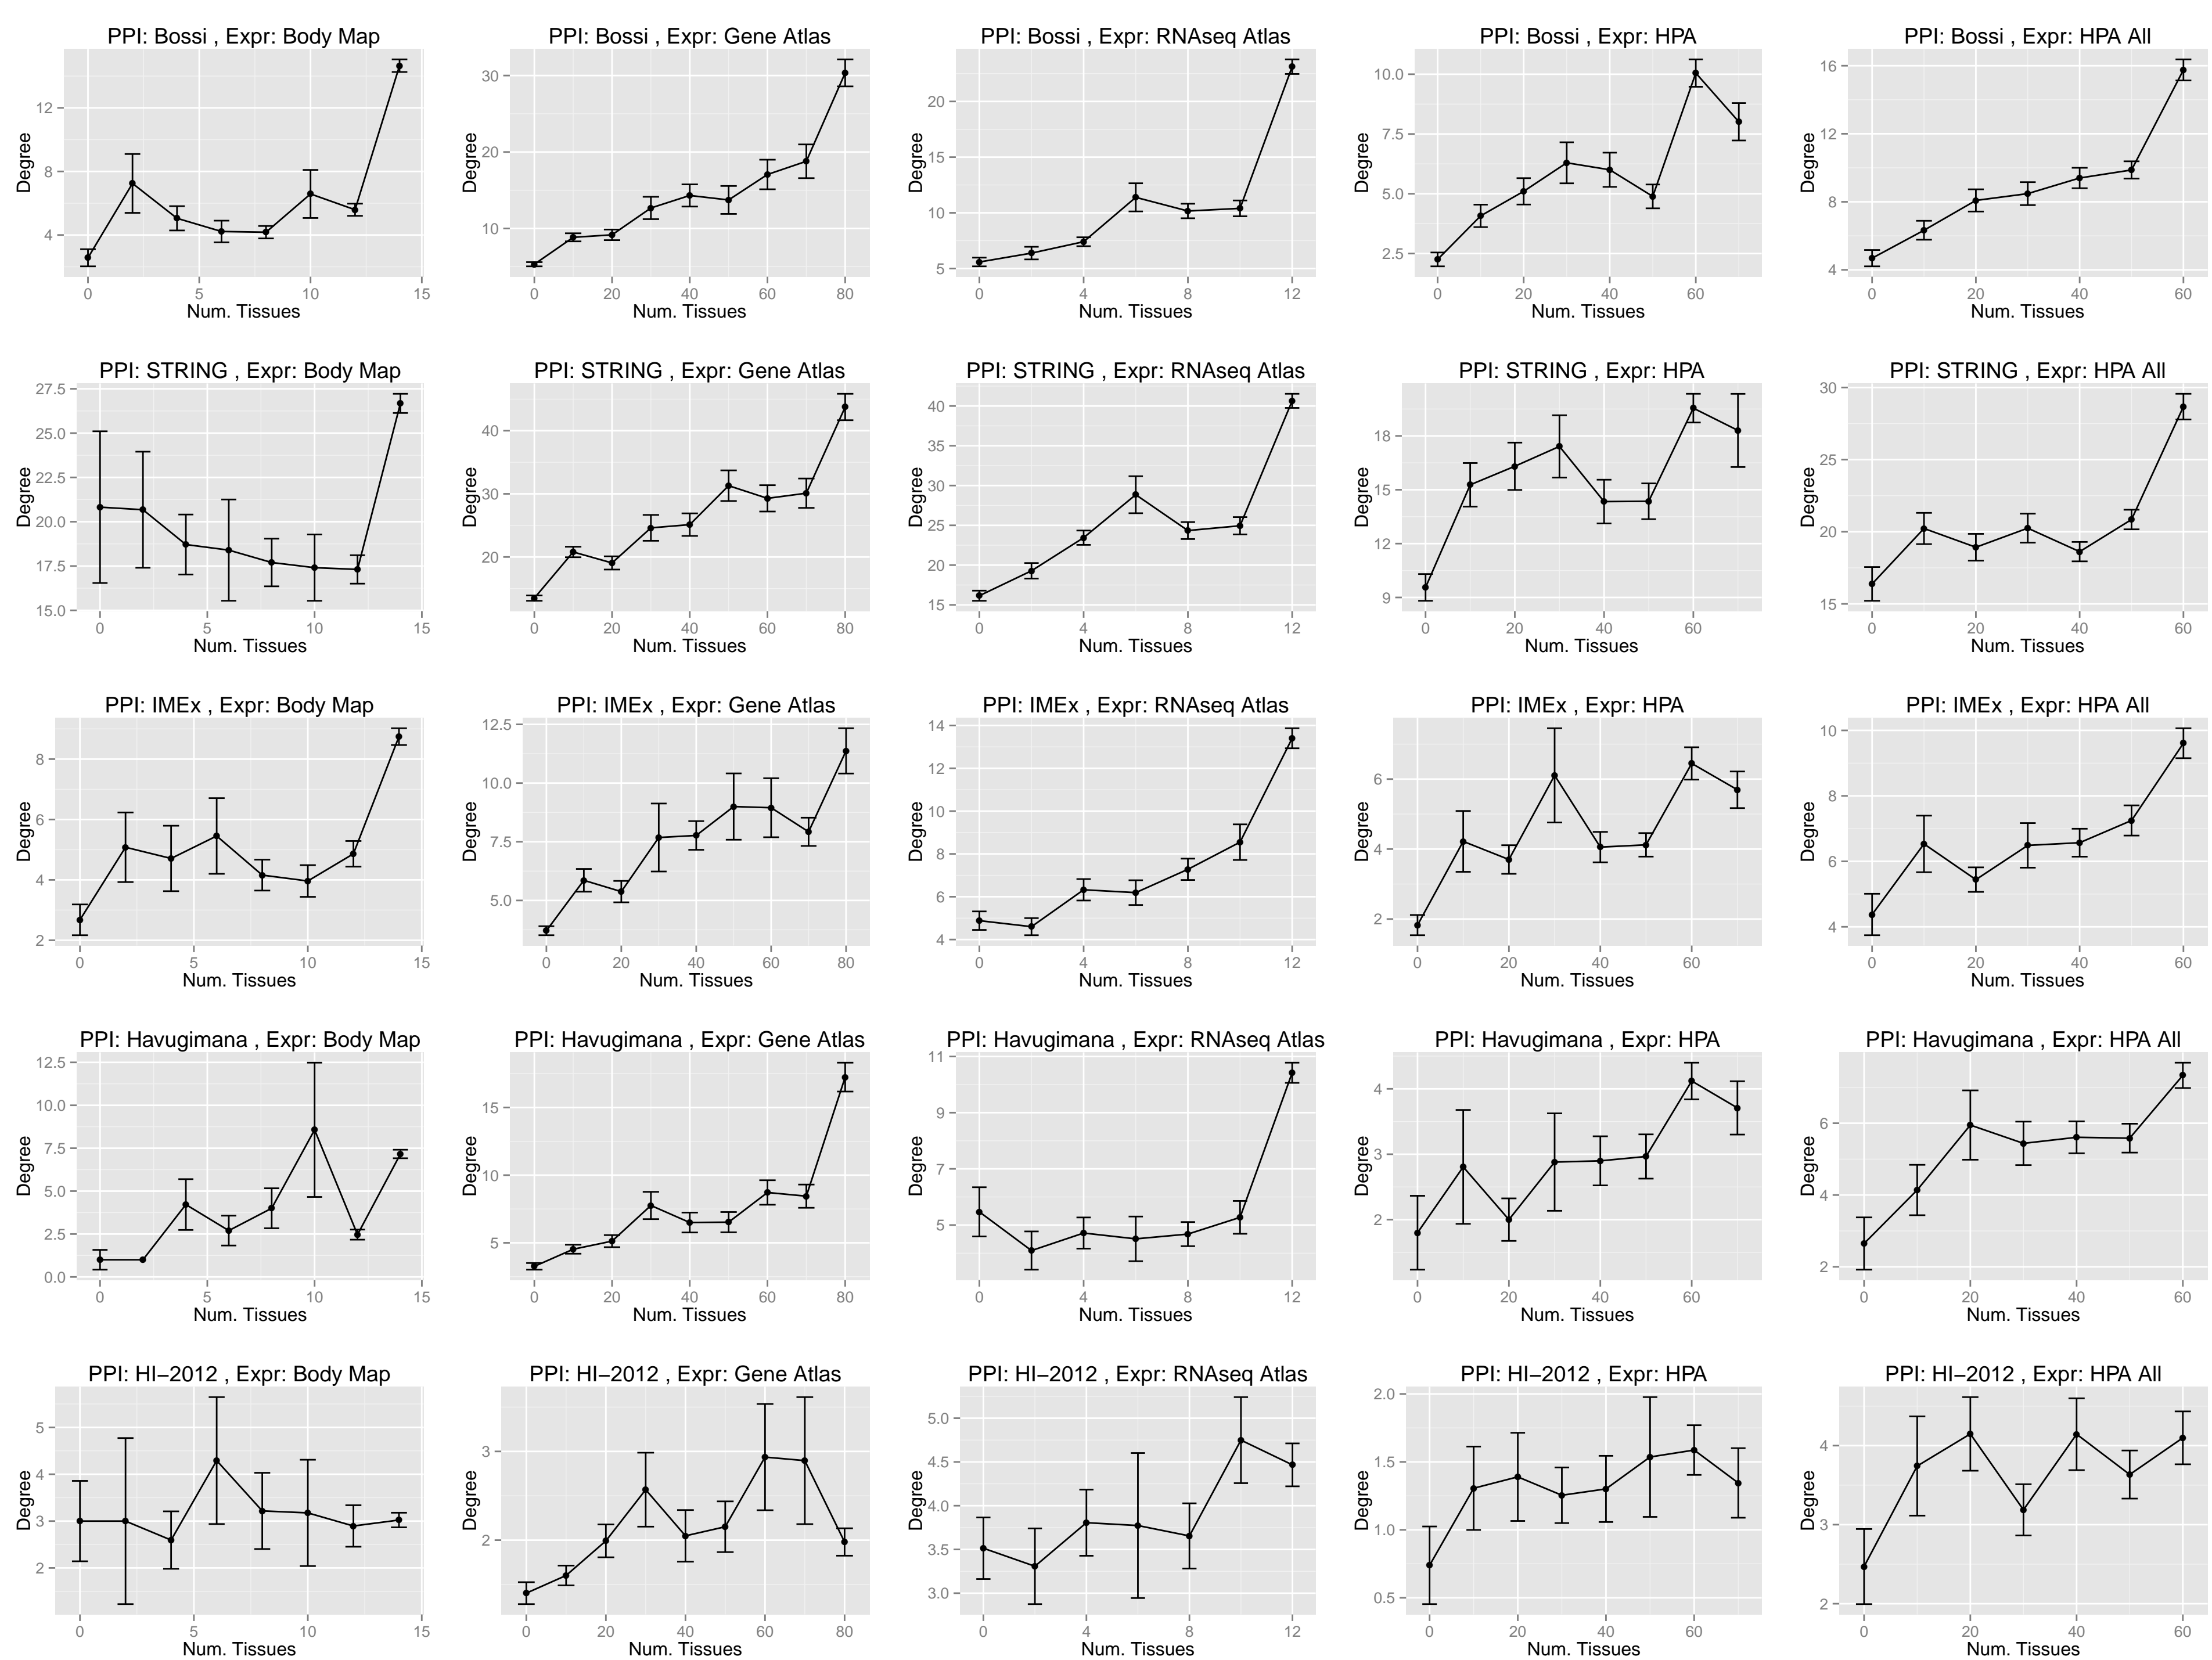 PPI: Bossi , Expr: Body Map
Degree
12
8
4
0 5 10 15
Num. Tissues
PPI: Bossi , Expr: Gene Atlas
Degree
30
20
10
0 20 40 60 80
Num. Tissues
PPI: Bossi , Expr: RNAseq Atlas
Degree
20
15
10
5
0 4 8 12
Num. Tissues
PPI: Bossi , Expr: HPA
Degree
10.0
7.5
5.0
2.5
0 20 40 60
Num. Tissues
PPI: Bossi , Expr: HPA All
Degree
16
12
8
4
0 20 40 60
Num. Tissues
PPI: STRING , Expr: Body Map
Degree
27.5
25.0
22.5
20.0
17.5
15.0
0 5 10 15
Num. Tissues
PPI: STRING , Expr: Gene Atlas
Degree
40
30
20
0 20 40 60 80
Num. Tissues
PPI: STRING , Expr: RNAseq Atlas
Degree
40
35
30
25
20
15
0 4 8 12
Num. Tissues
PPI: STRING , Expr: HPA
Degree
18
15
12
9
0 20 40 60
Num. Tissues
PPI: STRING , Expr: HPA All
Degree
30
25
20
15
0 20 40 60
Num. Tissues
PPI: IMEx , Expr: Body Map
Degree
8
6
4
2
0 5 10 15
Num. Tissues
PPI: IMEx , Expr: Gene Atlas
Degree
12.5
10.0
7.5
5.0
0 20 40 60 80
Num. Tissues
PPI: IMEx , Expr: RNAseq Atlas
Degree
14
12
10
8
6
4
0 4 8 12
Num. Tissues
PPI: IMEx , Expr: HPA
Degree
6
4
2
0 20 40 60
Num. Tissues
PPI: IMEx , Expr: HPA All
Degree
10
8
6
4
0 20 40 60
Num. Tissues
PPI: Havugimana , Expr: Body Map
Degree
12.5
10.0
7.5
5.0
2.5
0.0
0 5 10 15
Num. Tissues
PPI: Havugimana , Expr: Gene Atlas
Degree
15
10
5
0 20 40 60 80
Num. Tissues
PPI: Havugimana , Expr: RNAseq Atlas
Degree
11
9
7
5
0 4 8 12
Num. Tissues
PPI: Havugimana , Expr: HPA
Degree
4
3
2
0 20 40 60
Num. Tissues
PPI: Havugimana , Expr: HPA All
Degree
6
4
2
0 20 40 60
Num. Tissues
PPI: HI−2012 , Expr: Body Map
Degree
5
4
3
2
0 5 10 15
Num. Tissues
PPI: HI−2012 , Expr: Gene Atlas
Degree
3
2
0 20 40 60 80
Num. Tissues
PPI: HI−2012 , Expr: RNAseq Atlas
Degree
5.0
4.5
4.0
3.5
3.0
0 4 8 12
Num. Tissues
PPI: HI−2012 , Expr: HPA
Degree
2.0
1.5
1.0
0.5
0 20 40 60
Num. Tissues
PPI: HI−2012 , Expr: HPA All
Degree
4
3
2
0 20 40 60
Num. Tissues